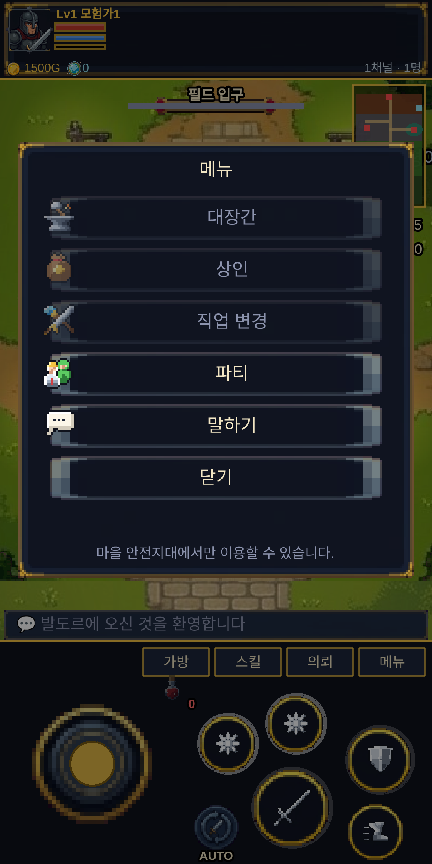 Lv1 모험가1
1500G
0
1채널 · 1명
필드 입구
메뉴
대장간
상인
직업 변경
파티
말하기
닫기
마을 안전지대에서만 이용할 수 있습니다.
발도르에 오신 것을 환영합니다
가방
스킬
의뢰
메뉴
0
AUTO